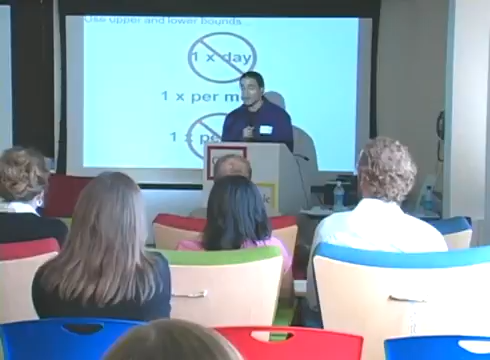 Use upper and lower bounds...
1 x day
1 x per m
1 x pe